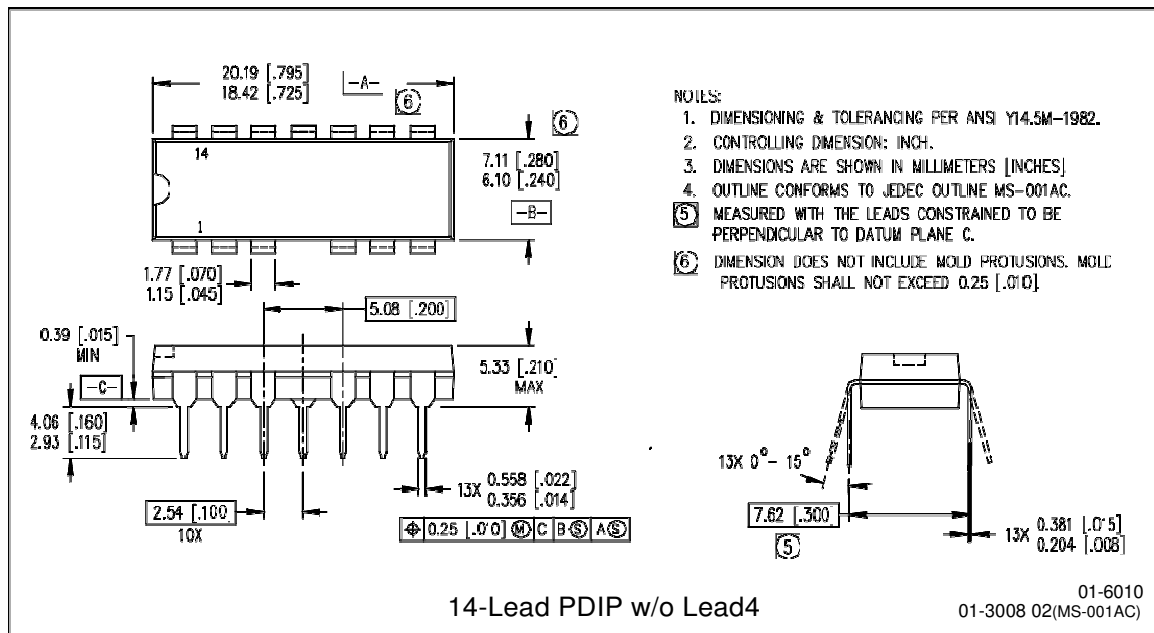 20.19 [.795]
18.42 [.725]
-A-
6
6
14
1
7.11 [.280]
6.10 [.240]
-B-
1.77 [.070]
1.15 [.045]
5.08 [.200]
0.39 [.015]
MIN
-C-
5.33 [.210]
MAX
4.06 [.160]
2.93 [.115]
2.54 [.100]
10X
13X 0.558 [.022]
0.356 [.014]
⌖ 0.25 [.010] Ⓜ C B Ⓢ A Ⓢ
NOTES:
1. DIMENSIONING & TOLERANCING PER ANSI Y14.5M-1982.
2. CONTROLLING DIMENSION: INCH.
3. DIMENSIONS ARE SHOWN IN MILLIMETERS [INCHES]
4. OUTLINE CONFORMS TO JEDEC OUTLINE MS-001AC.
5 MEASURED WITH THE LEADS CONSTRAINED TO BE
PERPENDICULAR TO DATUM PLANE C.
6 DIMENSION DOES NOT INCLUDE MOLD PROTUSIONS. MOLD
PROTUSIONS SHALL NOT EXCEED 0.25 [.010]
13X 0°- 15°
7.62 [.300]
5
13X 0.381 [.015]
0.204 [.008]
14-Lead PDIP w/o Lead4
01-6010
01-3008 02(MS-001AC)